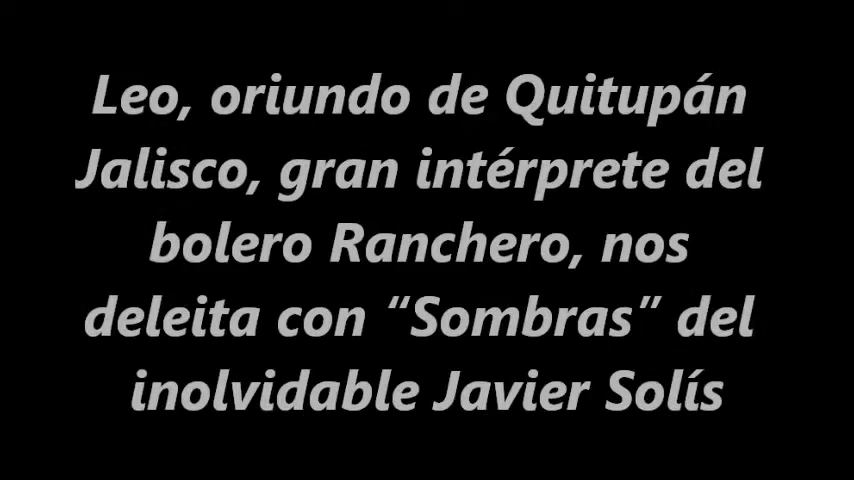 Leo, oriundo de Quitupán
Jalisco, gran intérprete del
bolero Ranchero, nos
deleita con “Sombras” del
inolvidable Javier Solís